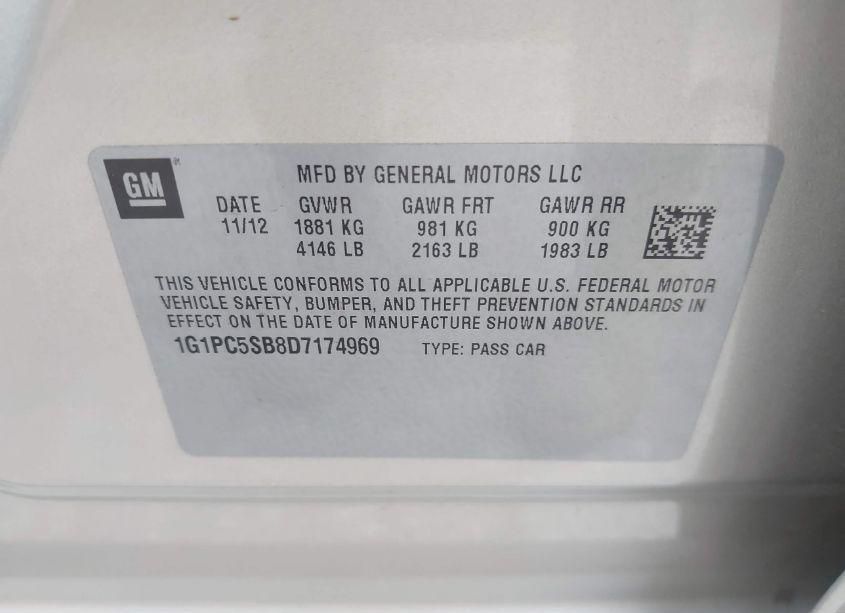 GM
MFD BY GENERAL MOTORS LLC
DATE GVWR GAWR FRT GAWR RR
11/12 1881 KG 981 KG 900 KG
4146 LB 2163 LB 1983 LB
THIS VEHICLE CONFORMS TO ALL APPLICABLE U.S. FEDERAL MOTOR
VEHICLE SAFETY, BUMPER, AND THEFT PREVENTION STANDARDS IN
EFFECT ON THE DATE OF MANUFACTURE SHOWN ABOVE.
1G1PC5SB8D7174969 TYPE: PASS CAR